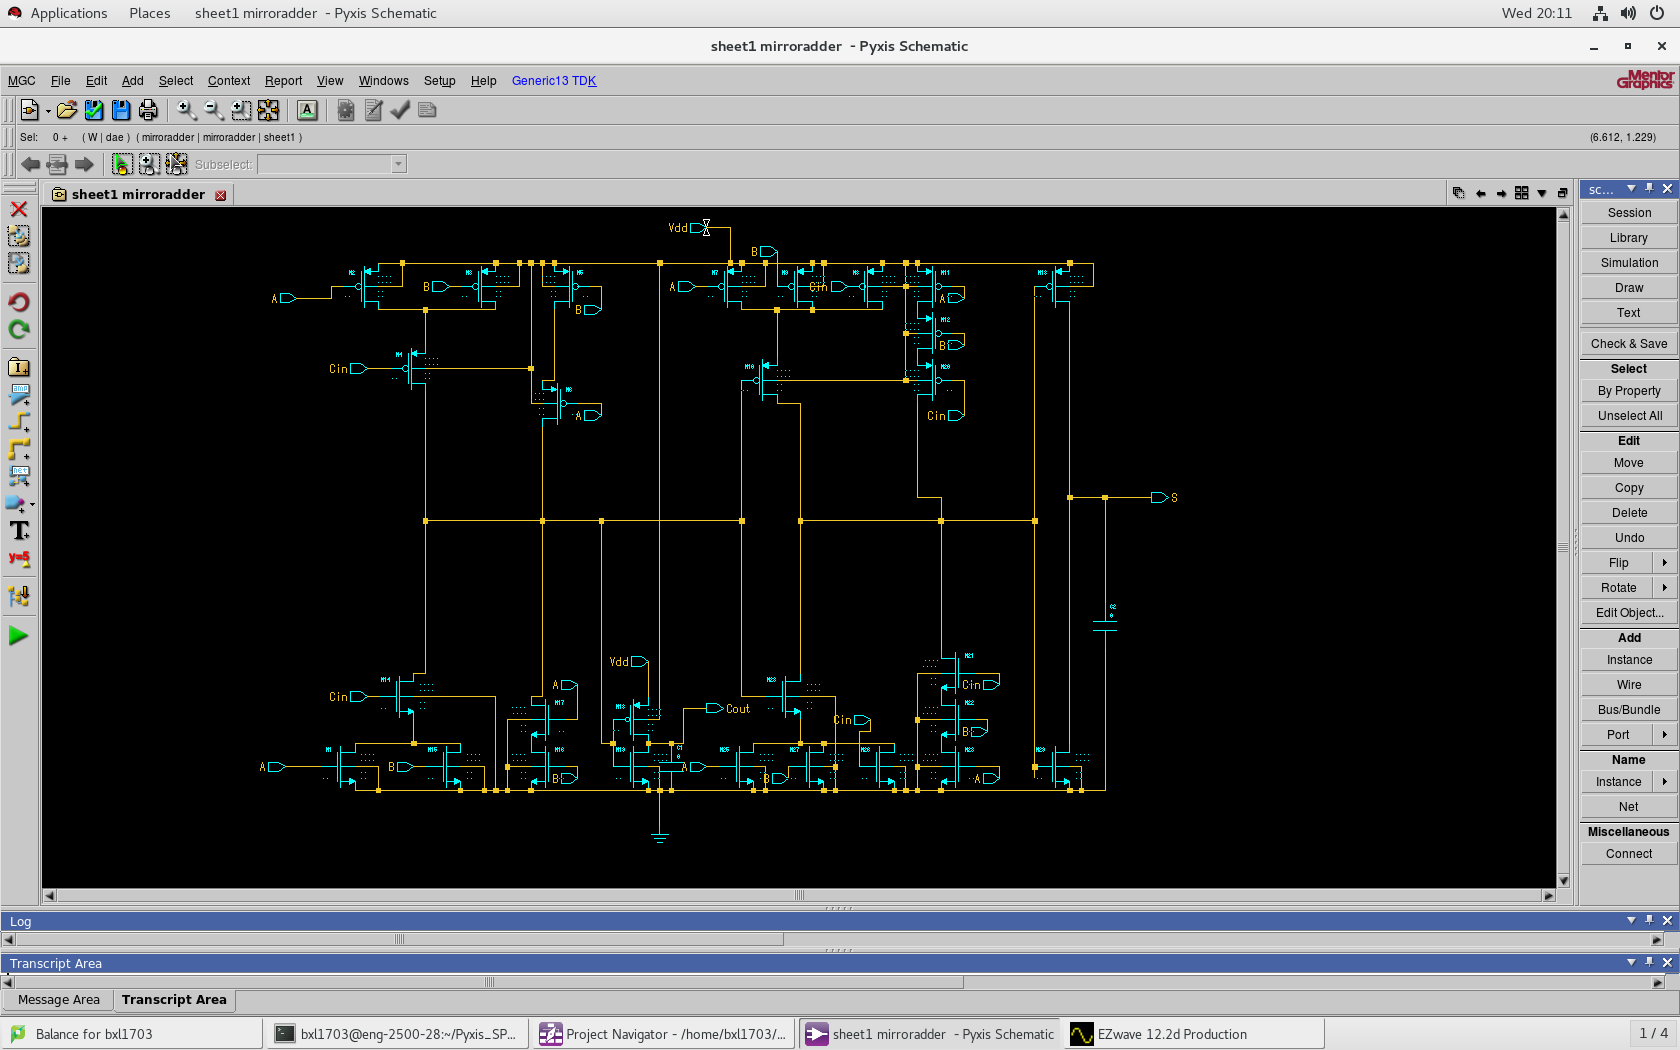 Applications Places sheet1 mirroradder - Pyxis Schematic Wed 20:11
sheet1 mirroradder - Pyxis Schematic
MGC File Edit Add Select Context Report View Windows Setup Help Generic13 TDK
Mentor Graphics
Sel: 0 + ( W | dae ) ( mirroradder | mirroradder | sheet1 ) (6.612, 1.229)
Subselect:
sheet1 mirroradder
sc...
Session
Library
Simulation
Draw
Text
Check & Save
Select
By Property
Unselect All
Edit
Move
Copy
Delete
Undo
Flip
Rotate
Edit Object...
Add
Instance
Wire
Bus/Bundle
Port
Name
Instance
Net
Miscellaneous
Connect
Vdd
B
A
B
B
A
Cin
A
B
Cin
A
Cin
S
Cin
A
Vdd
Cout
Cin
Cin
B
A
B
B
A
B
A
y=5
Log
Transcript Area
Message Area Transcript Area
Balance for bxl1703 bxl1703@eng-2500-28:~/Pyxis_SP... Project Navigator - /home/bxl1703/... sheet1 mirroradder - Pyxis Schematic EZwave 12.2d Production 1 / 4